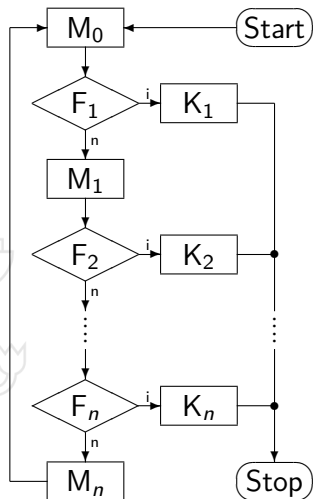 M₀ Start
F₁ i K₁
n
M₁
F₂ i K₂
n
Fₙ i Kₙ
n
Mₙ Stop